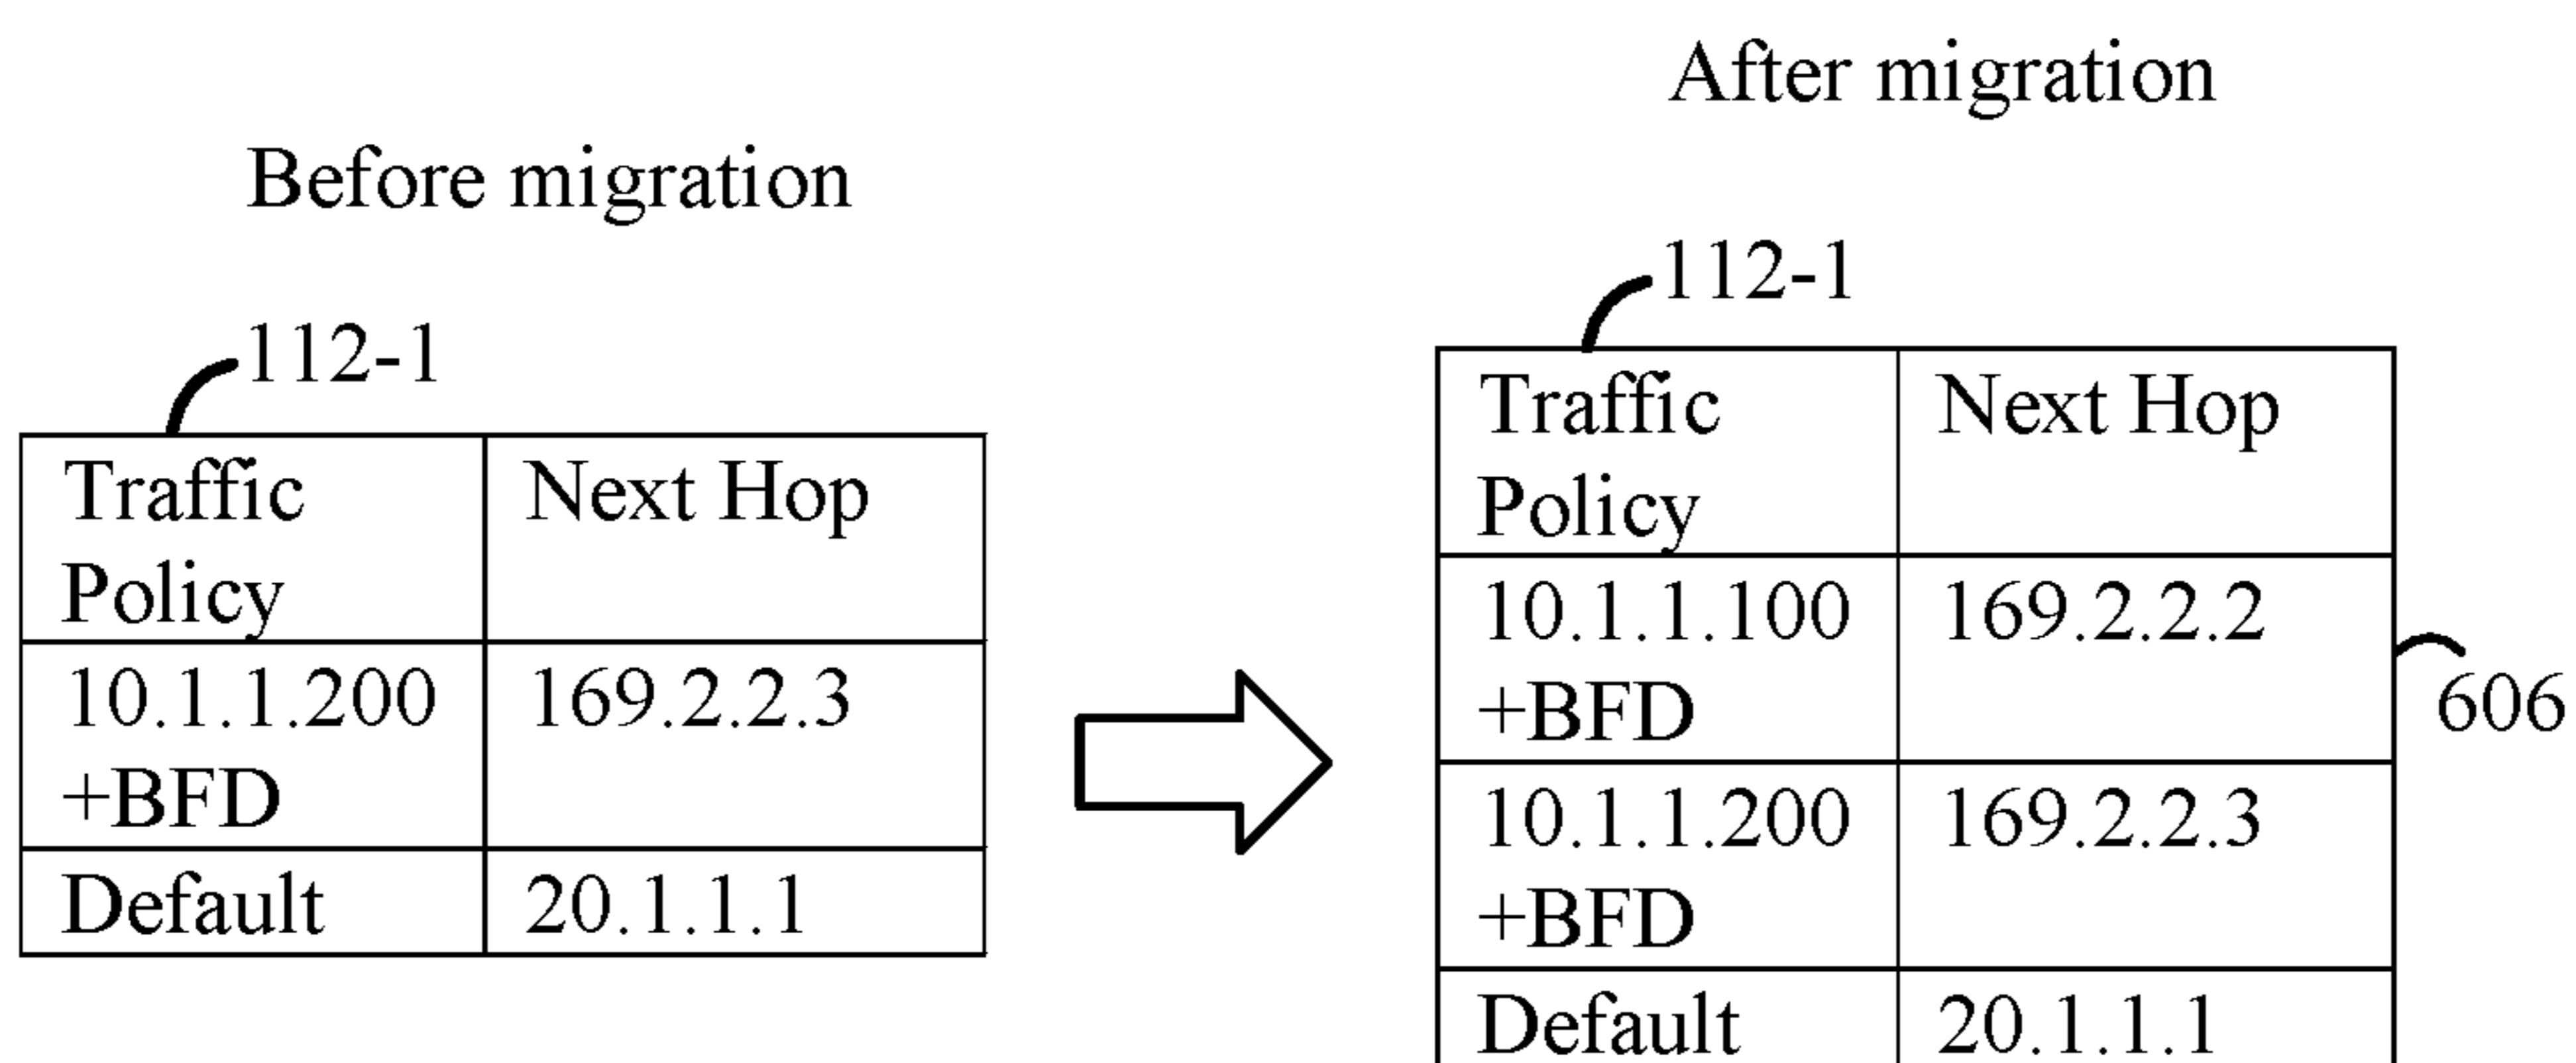 Before migration
112-1
Traffic Policy
Next Hop
10.1.1.200 +BFD
169.2.2.3
Default
20.1.1.1
After migration
112-1
Traffic Policy
Next Hop
10.1.1.100 +BFD
169.2.2.2
606
10.1.1.200 +BFD
169.2.2.3
Default
20.1.1.1